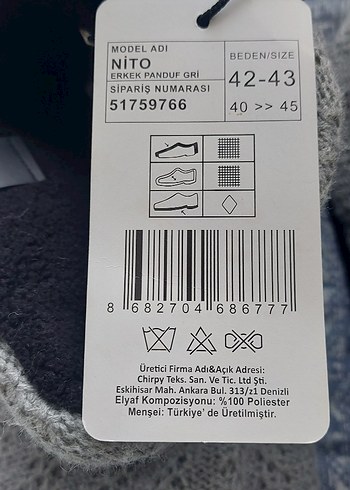 MODEL ADI
NİTO
ERKEK PANDUF GRİ
SİPARİŞ NUMARASI
51759766
BEDEN/SIZE
42-43
40 >> 45
8 682704 686777
Üretici Firma Adı&Açık Adresi:
Chirpy Teks. San. Ve Tic. Ltd Şti.
Eskihisar Mah. Ankara Bul. 313/z1 Denizli
Elyaf Kompozisyonu: %100 Poliester
Menşei: Türkiye' de Üretilmiştir.